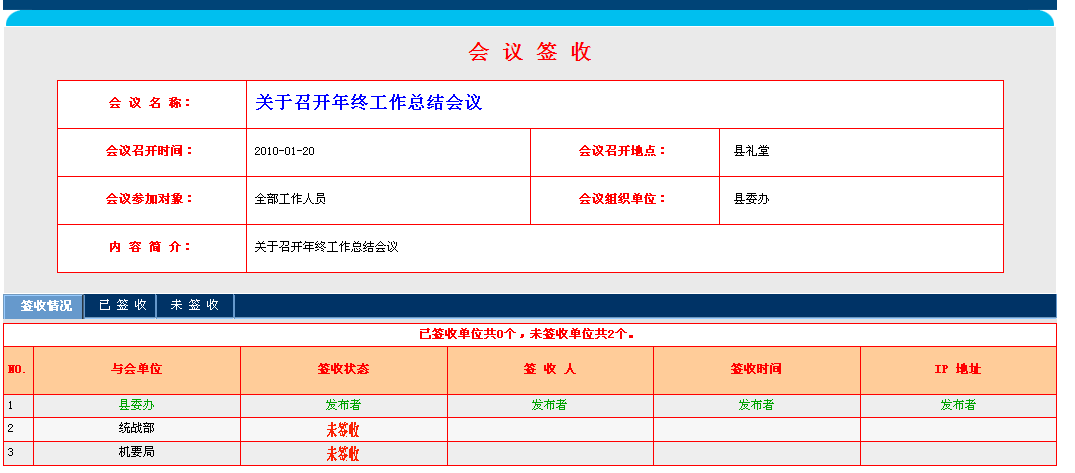 会 议 签 收
会 议 名 称： 关于召开年终工作总结会议
会议召开时间： 2010-01-20 会议召开地点： 县礼堂
会议参加对象： 全部工作人员 会议组织单位： 县委办
内 容 简 介： 关于召开年终工作总结会议
签收情况 已 签 收 未 签 收
已签收单位共0个，未签收单位共2个。
NO. 与会单位 签收状态 签 收 人 签收时间 IP 地址
1 县委办 发布者 发布者 发布者 发布者
2 统战部 未签收
3 机要局 未签收